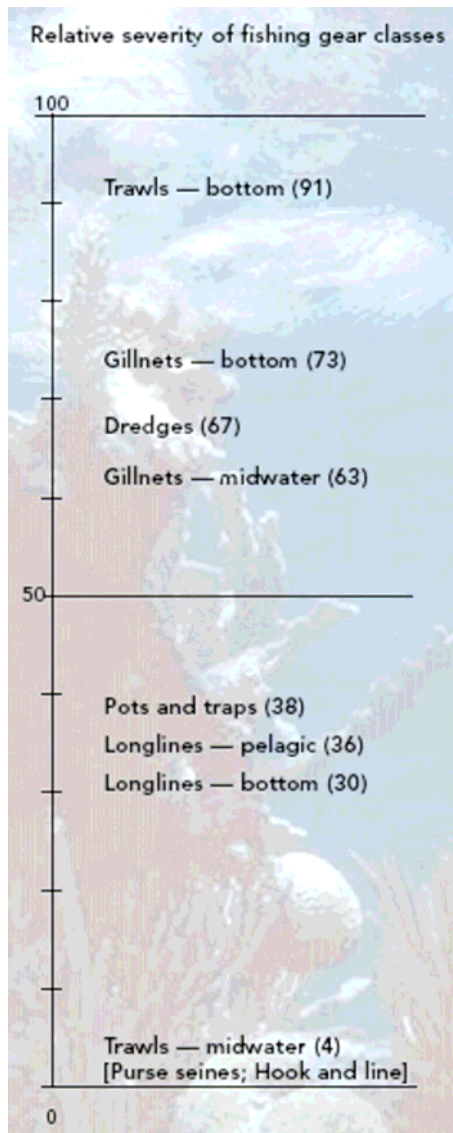 Relative severity of fishing gear classes
100
Trawls — bottom (91)
Gillnets — bottom (73)
Dredges (67)
Gillnets — midwater (63)
50
Pots and traps (38)
Longlines — pelagic (36)
Longlines — bottom (30)
Trawls — midwater (4)
[Purse seines; Hook and line]
0